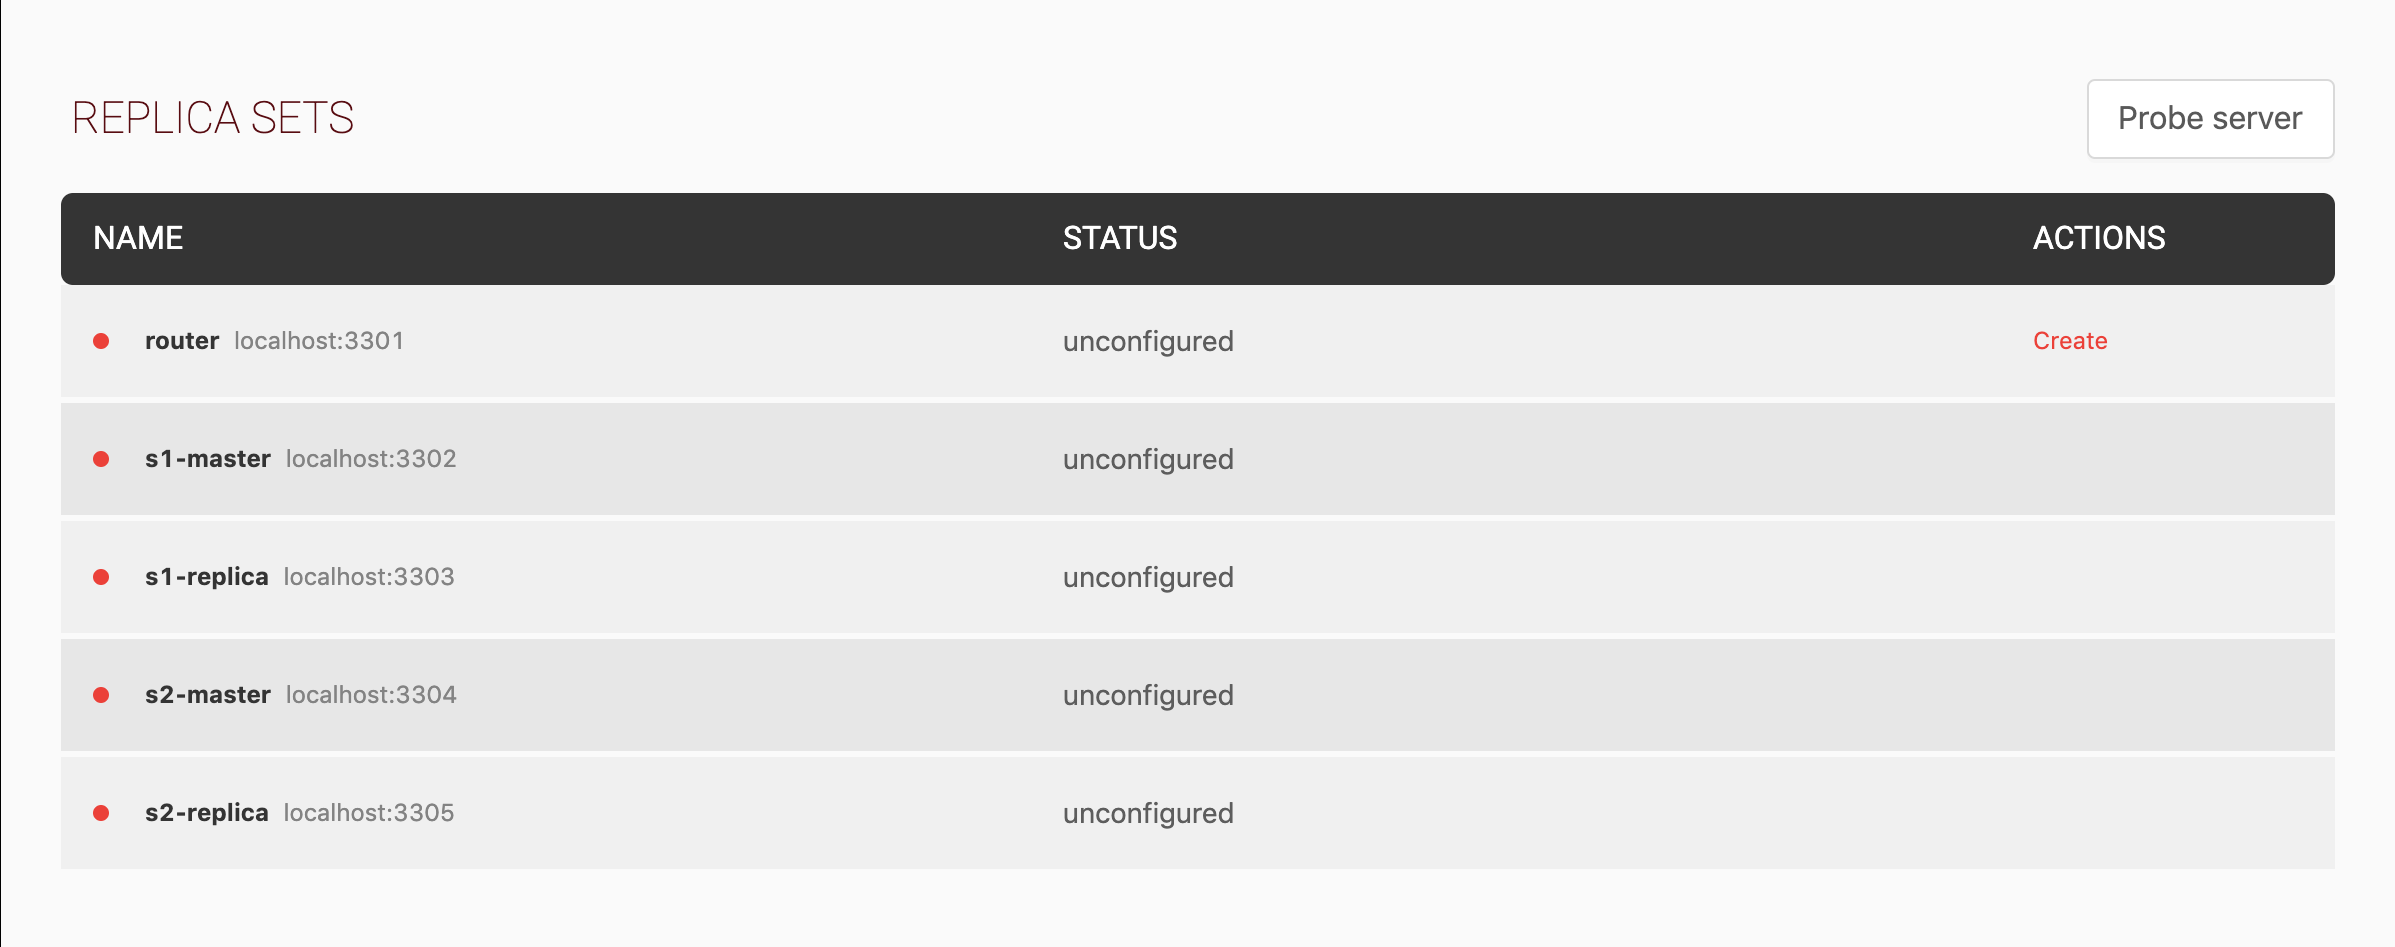 REPLICA SETS
Probe server
NAME STATUS ACTIONS
router localhost:3301 unconfigured Create
s1-master localhost:3302 unconfigured
s1-replica localhost:3303 unconfigured
s2-master localhost:3304 unconfigured
s2-replica localhost:3305 unconfigured